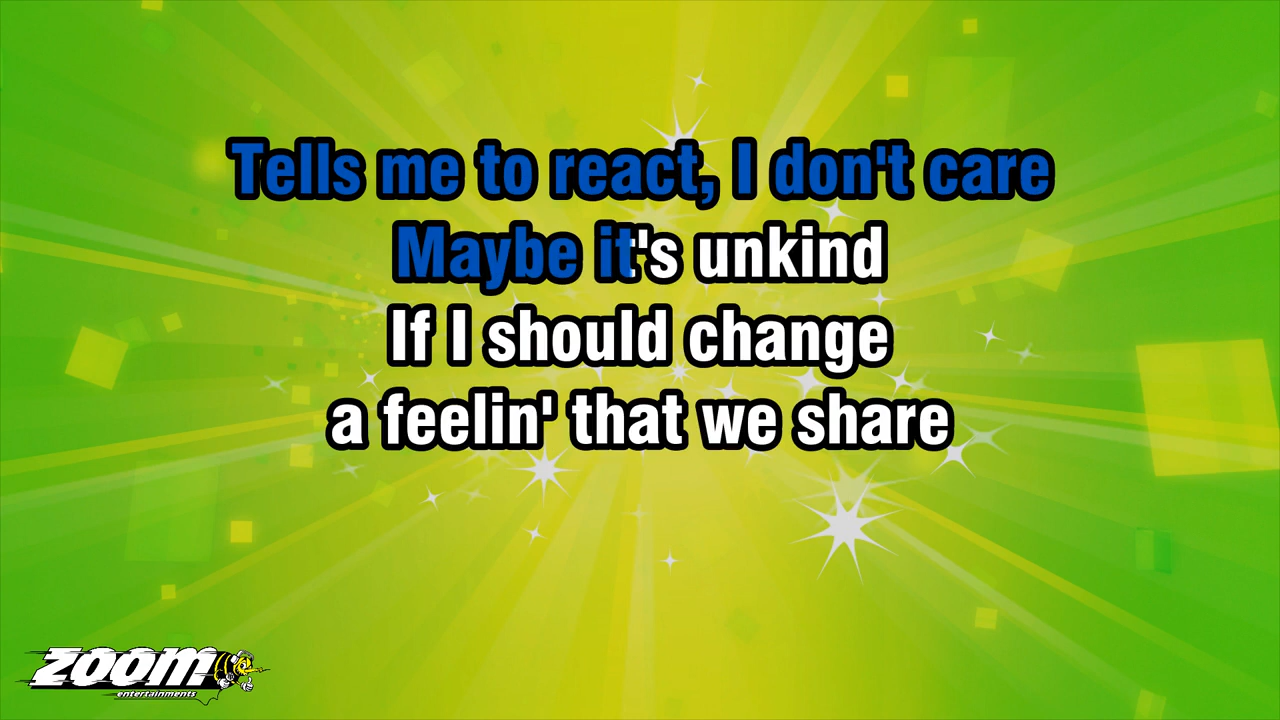 Tells me to react, I don't care
Maybe it's unkind
If I should change
a feelin' that we share
zoom
entertainments